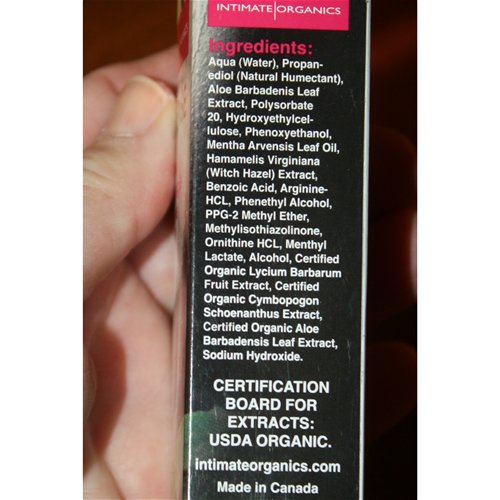 INTIMATE ORGANICS
Ingredients:
Aqua (Water), Propan-
ediol (Natural Humectant),
Aloe Barbadenis Leaf
Extract, Polysorbate
20, Hydroxyethylcel-
lulose, Phenoxyethanol,
Mentha Arvensis Leaf Oil,
Hamamelis Virginiana
(Witch Hazel) Extract,
Benzoic Acid, Arginine-
HCL, Phenethyl Alcohol,
PPG-2 Methyl Ether,
Methylisothiazolinone,
Ornithine HCL, Menthyl
Lactate, Alcohol, Certified
Organic Lycium Barbarum
Fruit Extract, Certified
Organic Cymbopogon
Schoenanthus Extract,
Certified Organic Aloe
Barbadensis Leaf Extract,
Sodium Hydroxide.
CERTIFICATION
BOARD FOR
EXTRACTS:
USDA ORGANIC.
intimateorganics.com
Made in Canada